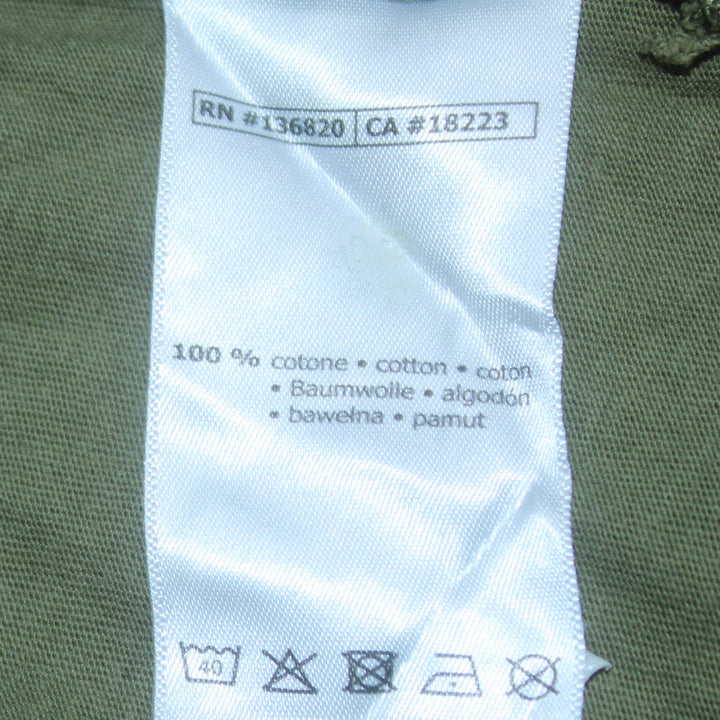 RN #136820 CA #18223
100 % cotone • cotton • coton
• Baumwolle • algodón
• bawełna • pamut
40